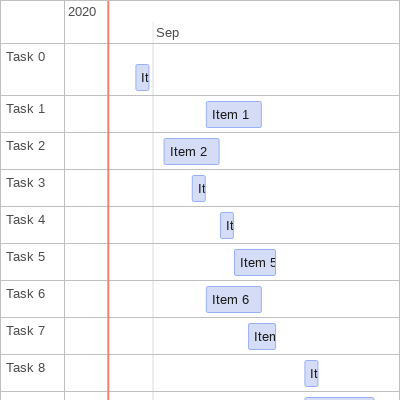 2020
Sep
Task 0
It
Task 1
Item 1
Task 2
Item 2
Task 3
It
Task 4
It
Task 5
Item 5
Task 6
Item 6
Task 7
Item
Task 8
It